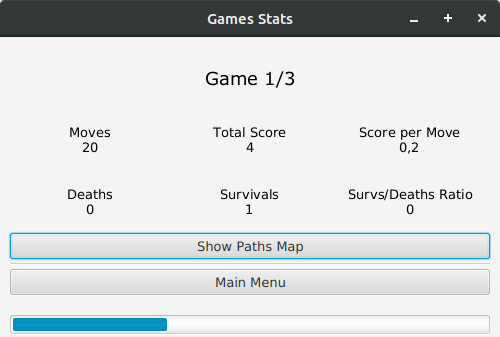 Games Stats
Game 1/3
Moves Total Score Score per Move
20 4 0,2
Deaths Survivals Survs/Deaths Ratio
0 1 0
Show Paths Map
Main Menu